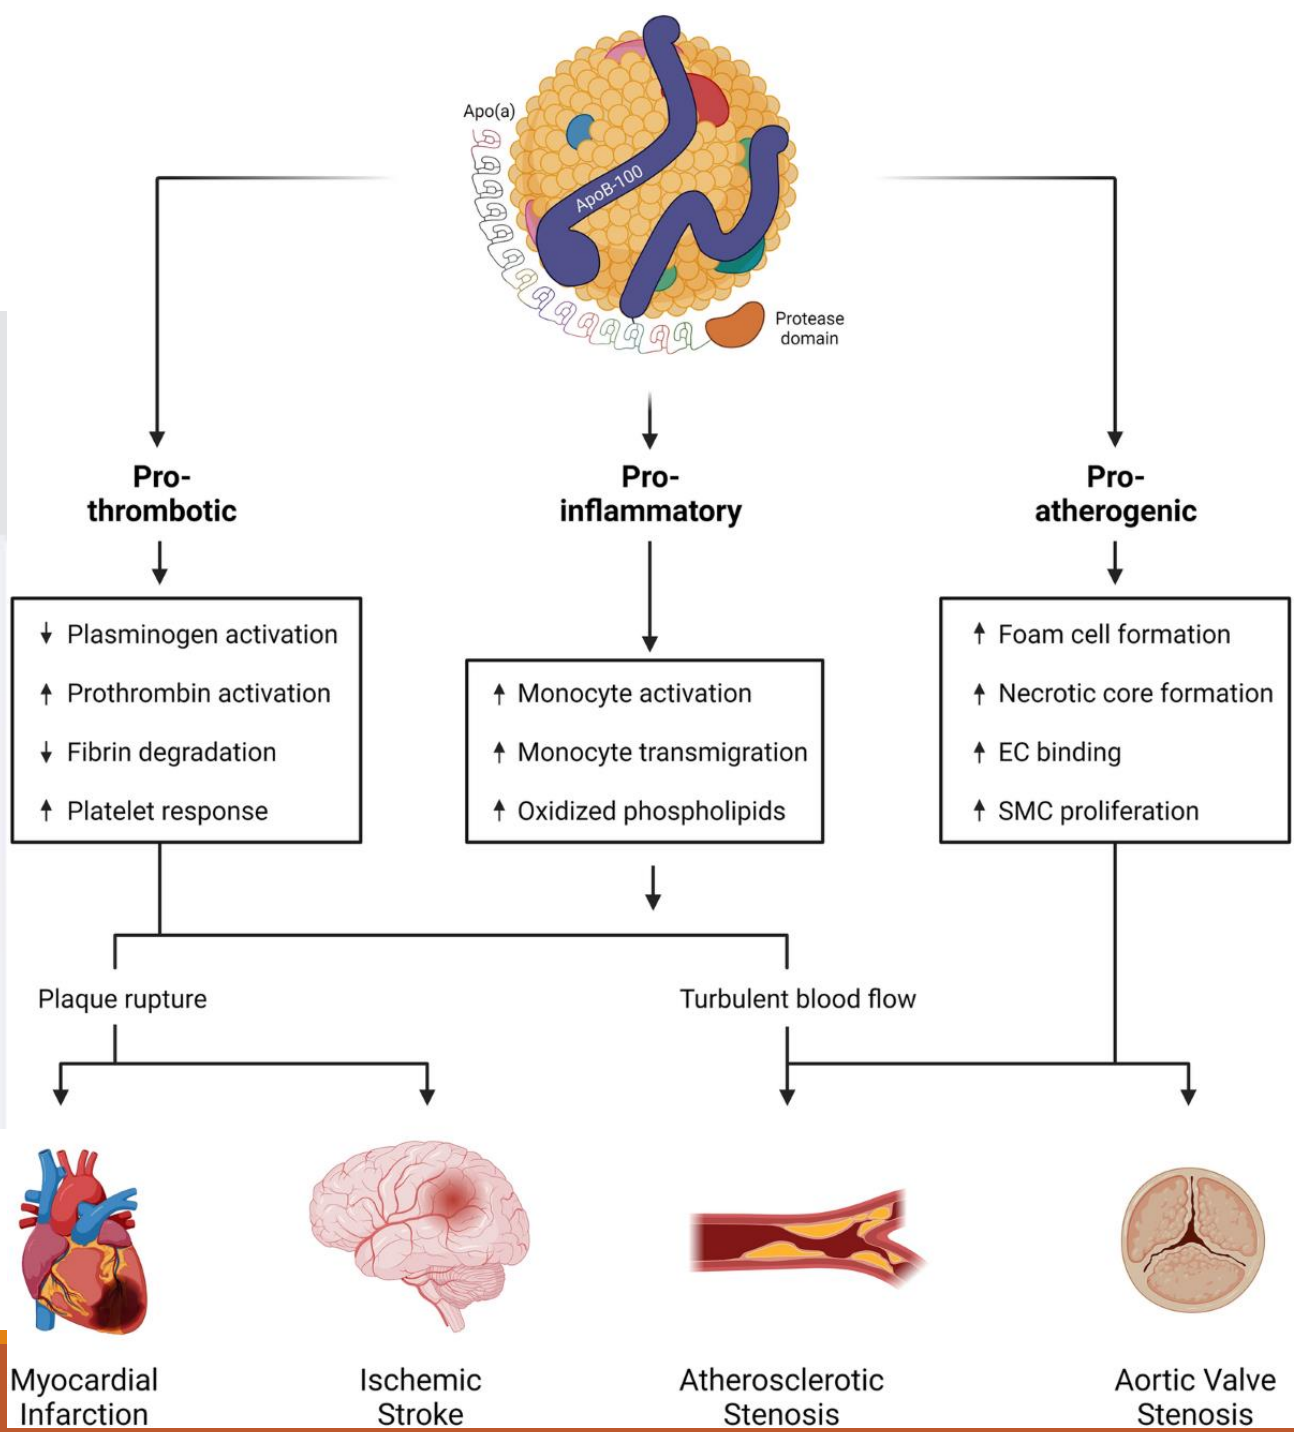 Apo(a)
ApoB-100
Protease
domain
Pro-
thrombotic
Pro-
inflammatory
Pro-
atherogenic
↓ Plasminogen activation
↑ Prothrombin activation
↓ Fibrin degradation
↑ Platelet response
↑ Monocyte activation
↑ Monocyte transmigration
↑ Oxidized phospholipids
↑ Foam cell formation
↑ Necrotic core formation
↑ EC binding
↑ SMC proliferation
Plaque rupture
Turbulent blood flow
Myocardial
Infarction
Ischemic
Stroke
Atherosclerotic
Stenosis
Aortic Valve
Stenosis